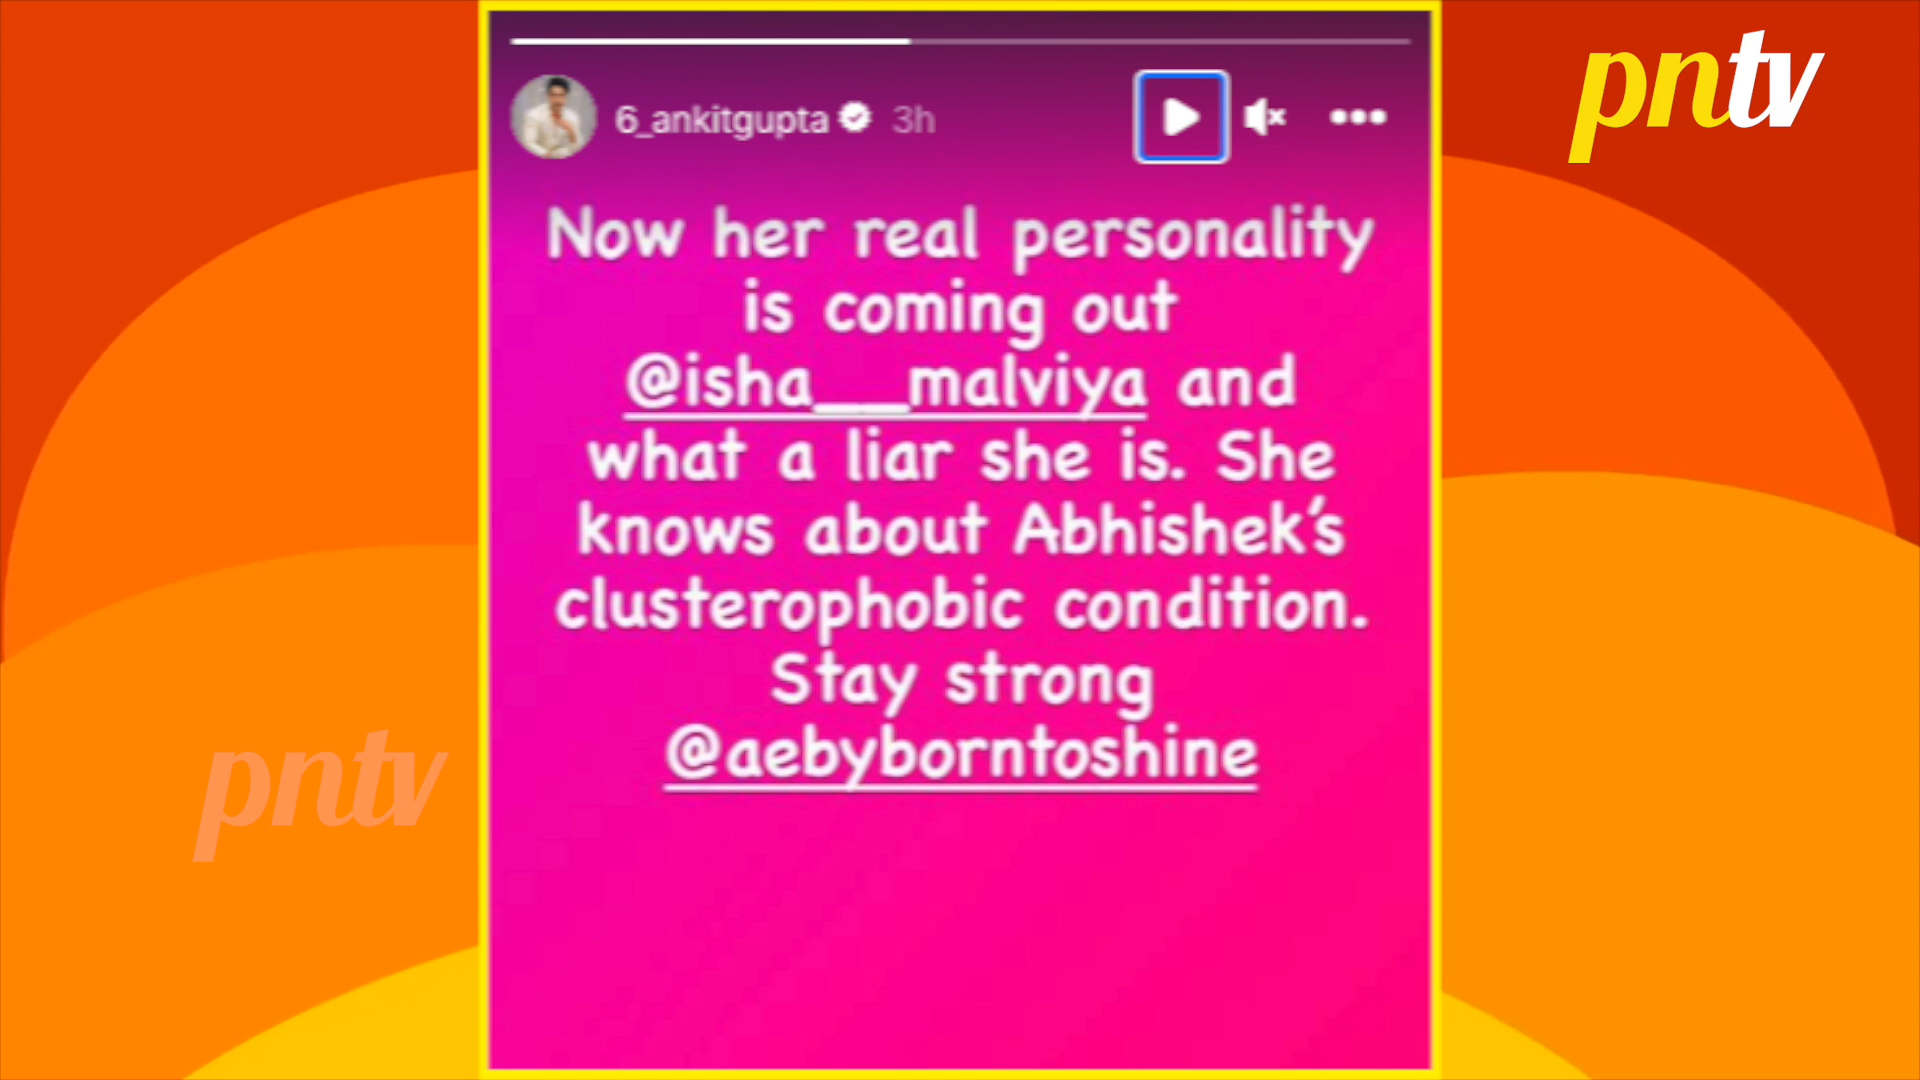 pntv
6_ankitgupta 3h
Now her real personality
is coming out
@isha__malviya and
what a liar she is. She
knows about Abhishek’s
clusterophobic condition.
Stay strong
@aebyborntoshine
pntv